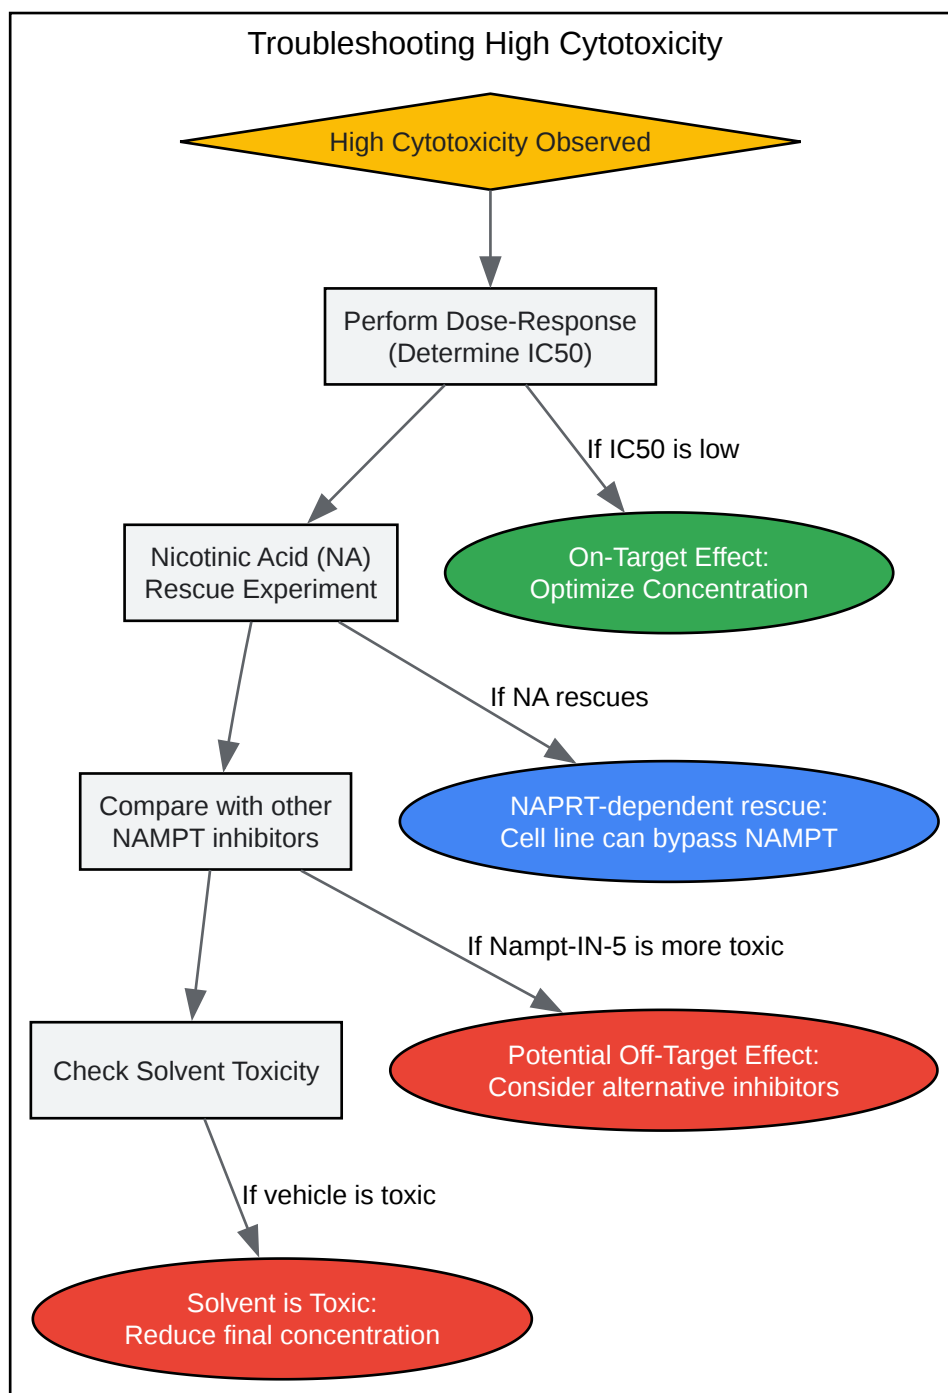 Troubleshooting High Cytotoxicity
High Cytotoxicity Observed
Perform Dose-Response
(Determine IC50)
If IC50 is low
Nicotinic Acid (NA)
Rescue Experiment
On-Target Effect:
Optimize Concentration
If NA rescues
Compare with other
NAMPT inhibitors
NAPRT-dependent rescue:
Cell line can bypass NAMPT
If Nampt-IN-5 is more toxic
Check Solvent Toxicity
Potential Off-Target Effect:
Consider alternative inhibitors
If vehicle is toxic
Solvent is Toxic:
Reduce final concentration